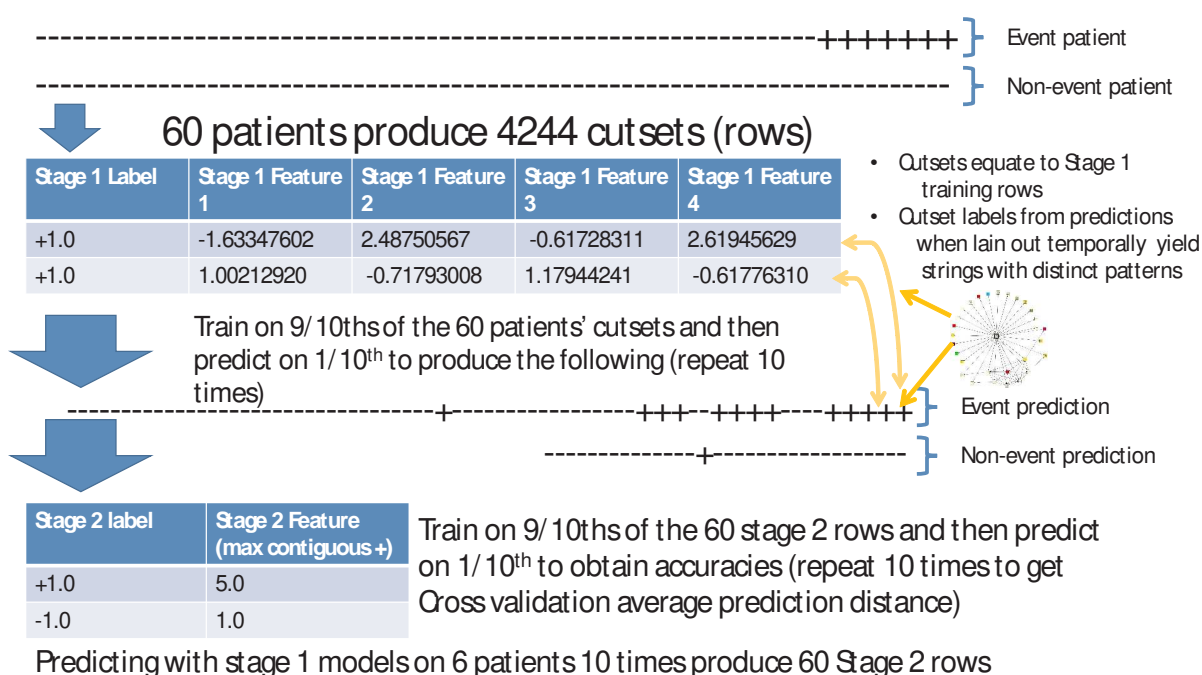 ------------------------------------------------------------+++++++ Event patient
---------------------------------------------------------------------- Non-event patient
60 patients produce 4244 cutsets (rows)
Stage 1 Label Stage 1 Feature 1 Stage 1 Feature 2 Stage 1 Feature 3 Stage 1 Feature 4
+1.0 -1.63347602 2.48750567 -0.61728311 2.61945629
+1.0 1.00212920 -0.71793008 1.17944241 -0.61776310
• Cutsets equate to Stage 1
training rows
• Cutset labels from predictions
when lain out temporally yield
strings with distinct patterns
Train on 9/10ths of the 60 patients' cutsets and then
predict on 1/10th to produce the following (repeat 10
times)
-----------------------------+--------------+++--++++----+++++ Event prediction
------------+--------------- Non-event prediction
Stage 2 label Stage 2 Feature (max contiguous +)
+1.0 5.0
-1.0 1.0
Train on 9/10ths of the 60 stage 2 rows and then predict
on 1/10th to obtain accuracies (repeat 10 times to get
Cross validation average prediction distance)
Predicting with stage 1 models on 6 patients 10 times produce 60 Stage 2 rows